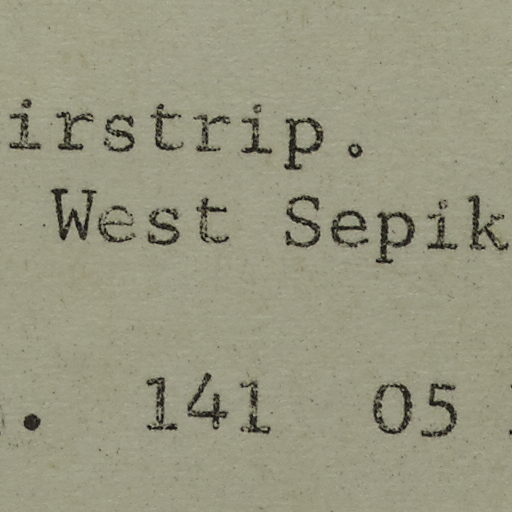 irstrip.
West Sepik
. 141 05